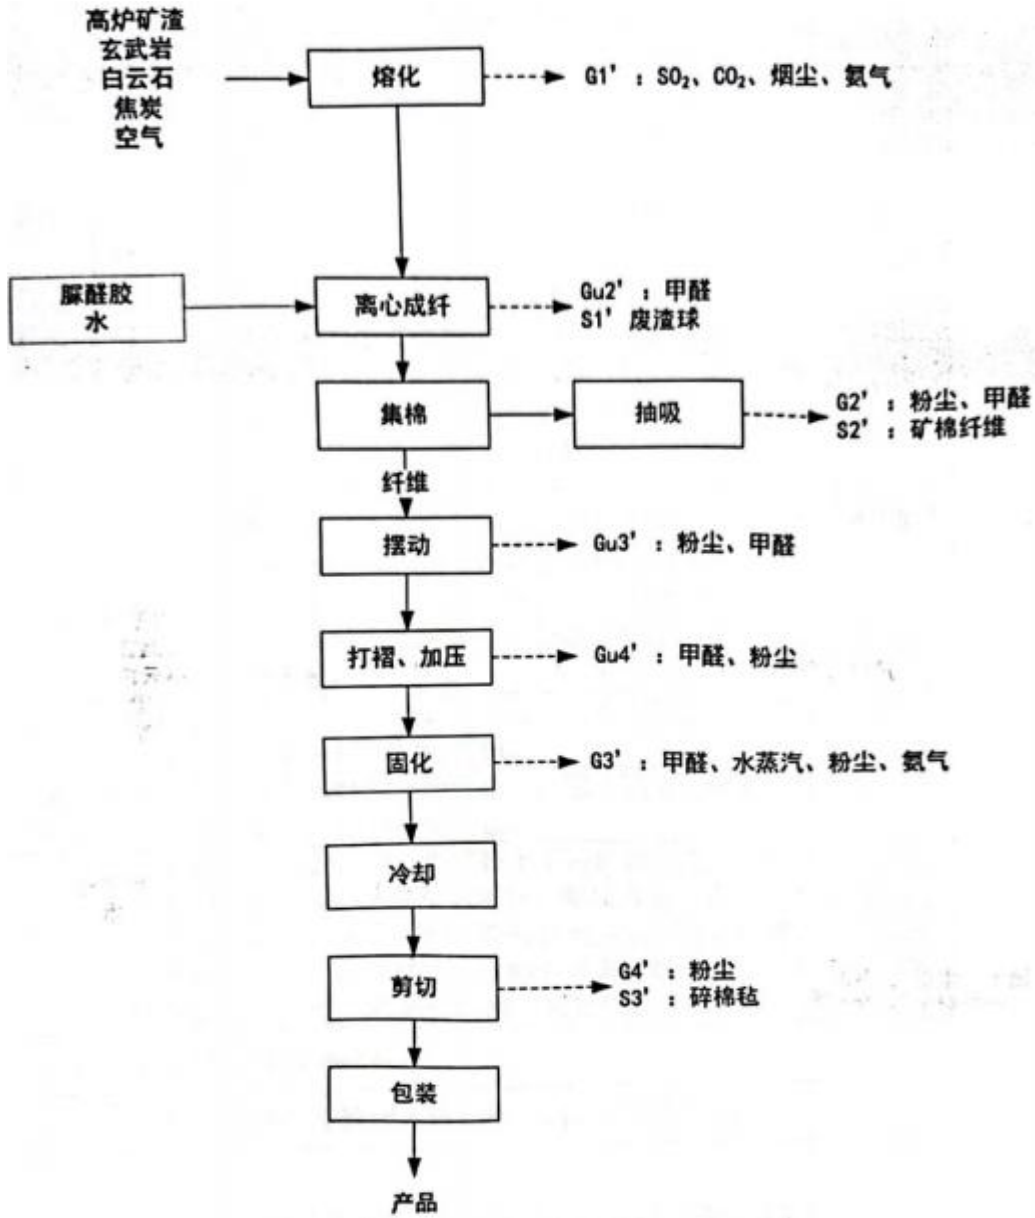 高炉矿渣
玄武岩
白云石
焦炭
空气
熔化
G1'：SO₂、CO₂、烟尘、氨气
脲醛胶
水
离心成纤
Gu2'：甲醛
S1' 废渣球
集棉
抽吸
G2'：粉尘、甲醛
S2'：矿棉纤维
纤维
摆动
Gu3'：粉尘、甲醛
打褶、加压
Gu4'：甲醛、粉尘
固化
G3'：甲醛、水蒸汽、粉尘、氨气
冷却
剪切
G4'：粉尘
S3'：碎棉毡
包装
产品